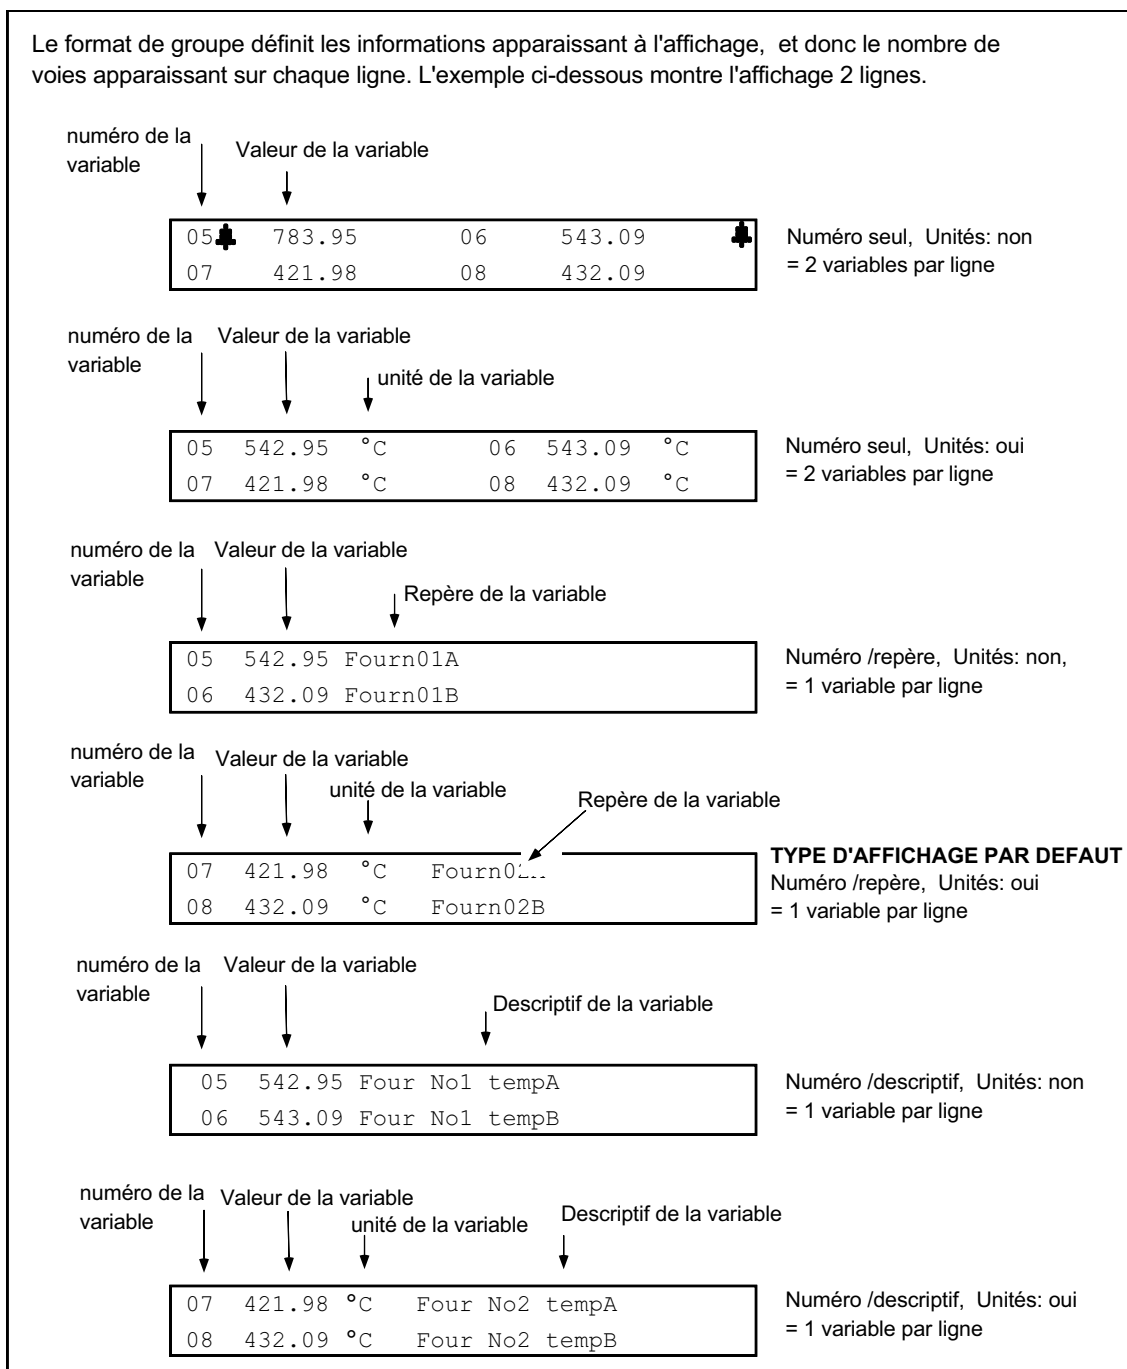 Le format de groupe définit les informations apparaissant à l'affichage, et donc le nombre de
voies apparaissant sur chaque ligne. L'exemple ci-dessous montre l'affichage 2 lignes.
numéro de la
variable
Valeur de la variable
05 783.95 06 543.09
07 421.98 08 432.09
Numéro seul, Unités: non
= 2 variables par ligne
numéro de la
variable
Valeur de la variable
unité de la variable
05 542.95 °C 06 543.09 °C
07 421.98 °C 08 432.09 °C
Numéro seul, Unités: oui
= 2 variables par ligne
numéro de la
variable
Valeur de la variable
Repère de la variable
05 542.95 Fourn01A
06 432.09 Fourn01B
Numéro /repère, Unités: non,
= 1 variable par ligne
numéro de la
variable
Valeur de la variable
unité de la variable
Repère de la variable
07 421.98 °C
08 432.09 °C Fourn02B
TYPE D'AFFICHAGE PAR DEFAUT
Numéro /repère, Unités: oui
= 1 variable par ligne
numéro de la
variable
Valeur de la variable
Descriptif de la variable
05 542.95 Four No1 tempA
06 543.09 Four No1 tempB
Numéro /descriptif, Unités: non
= 1 variable par ligne
numéro de la
variable
Valeur de la variable
unité de la variable
Descriptif de la variable
07 421.98 °C Four No2 tempA
08 432.09 °C Four No2 tempB
Numéro /descriptif, Unités: oui
= 1 variable par ligne